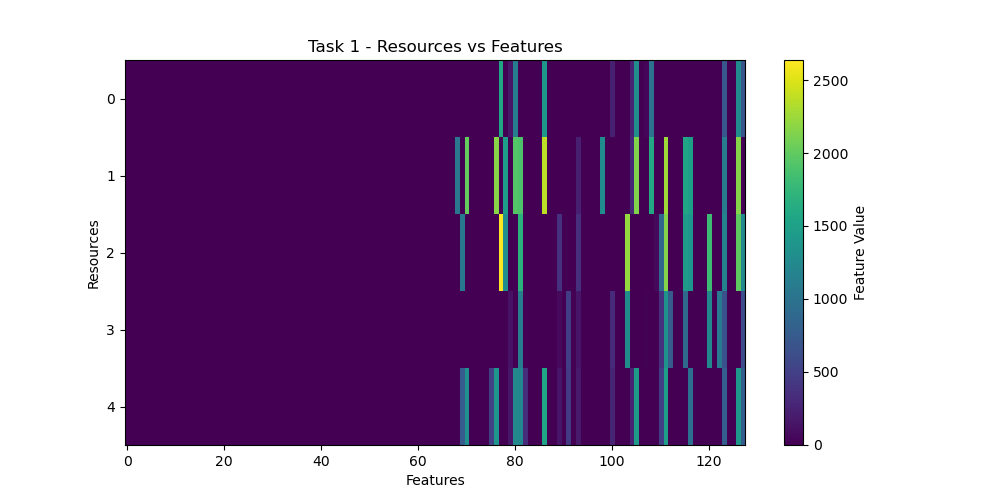 Task 1 - Resources vs Features
0
1
2
3
4
Resources
0 20 40 60 80 100 120
Features
2500
2000
1500
1000
500
0
Feature Value